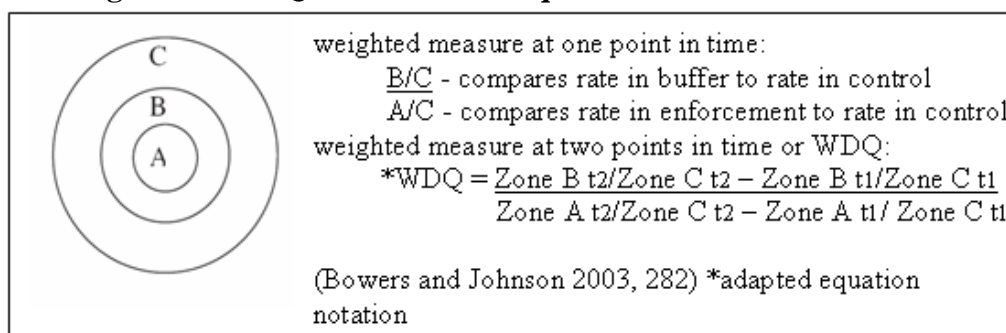 C
B
A
weighted measure at one point in time:
B/C - compares rate in buffer to rate in control
A/C - compares rate in enforcement to rate in control
weighted measure at two points in time or WDQ:
*WDQ = Zone B t2/Zone C t2 – Zone B t1/Zone C t1
Zone A t2/Zone C t2 – Zone A t1/ Zone C t1
(Bowers and Johnson 2003, 282) *adapted equation
notation